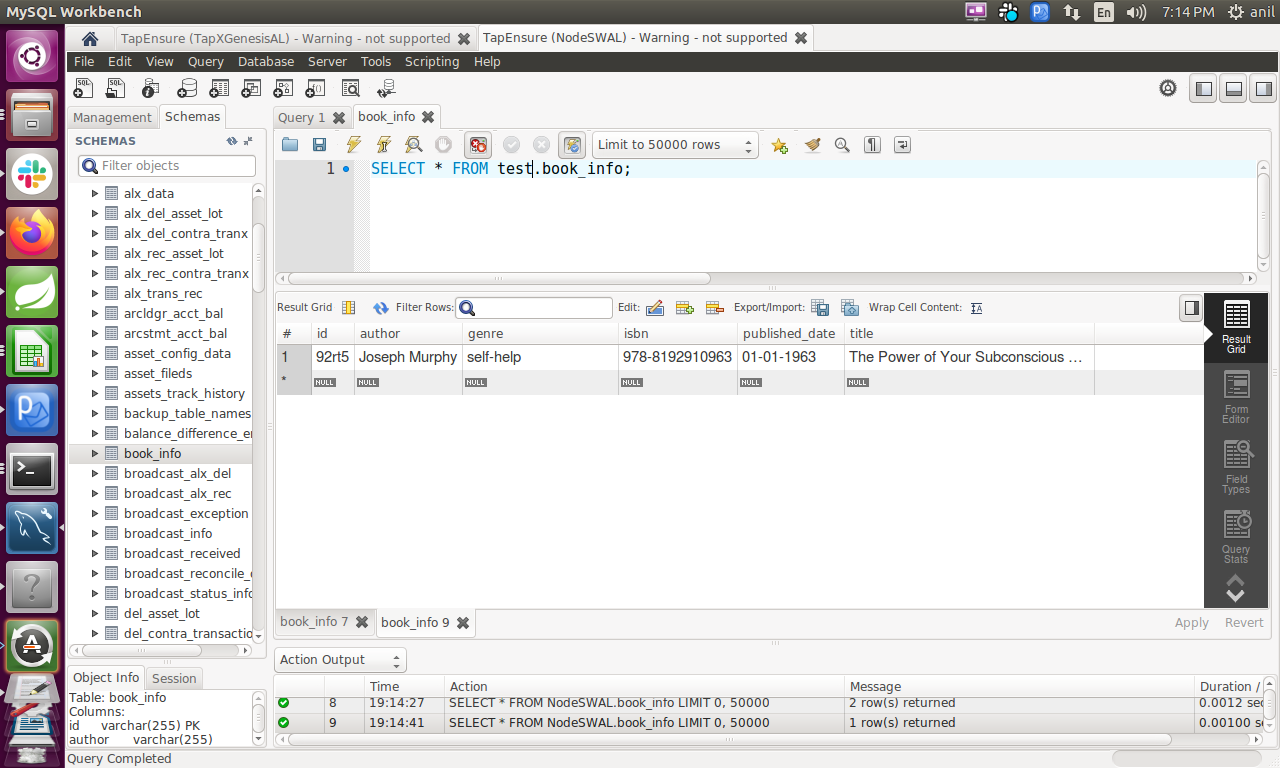 MySQL Workbench
En
7:14 PM
anil
TapEnsure (TapXGenesisAL) - Warning - not supported
TapEnsure (NodeSWAL) - Warning - not supported
File Edit View Query Database Server Tools Scripting Help
Management
Schemas
Query 1
book_info
SCHEMAS
Filter objects
alx_data
alx_del_asset_lot
alx_del_contra_tranx
alx_rec_asset_lot
alx_rec_contra_tranx
alx_trans_rec
arcldgr_acct_bal
arcstmt_acct_bal
asset_config_data
asset_fileds
assets_track_history
backup_table_names
balance_difference_e
book_info
broadcast_alx_del
broadcast_alx_rec
broadcast_exception
broadcast_info
broadcast_received
broadcast_reconcile_
broadcast_status_info
del_asset_lot
del_contra_transactio
Object Info
Session
Table: book_info
Columns:
id varchar(255) PK
author varchar(255)
Limit to 50000 rows
1 SELECT * FROM test.book_info;
Result Grid Filter Rows: Edit: Export/Import: Wrap Cell Content:
# id author genre isbn published_date title
1 92rt5 Joseph Murphy self-help 978-8192910963 01-01-1963 The Power of Your Subconscious ...
* NULL NULL NULL NULL NULL NULL
Result
Grid
Form
Editor
Field
Types
Query
Stats
book_info 7
book_info 9
Apply Revert
Action Output
Time Action Message Duration /
8 19:14:27 SELECT * FROM NodeSWAL.book_info LIMIT 0, 50000 2 row(s) returned 0.0012 sec
9 19:14:41 SELECT * FROM NodeSWAL.book_info LIMIT 0, 50000 1 row(s) returned 0.00100 se
Query Completed